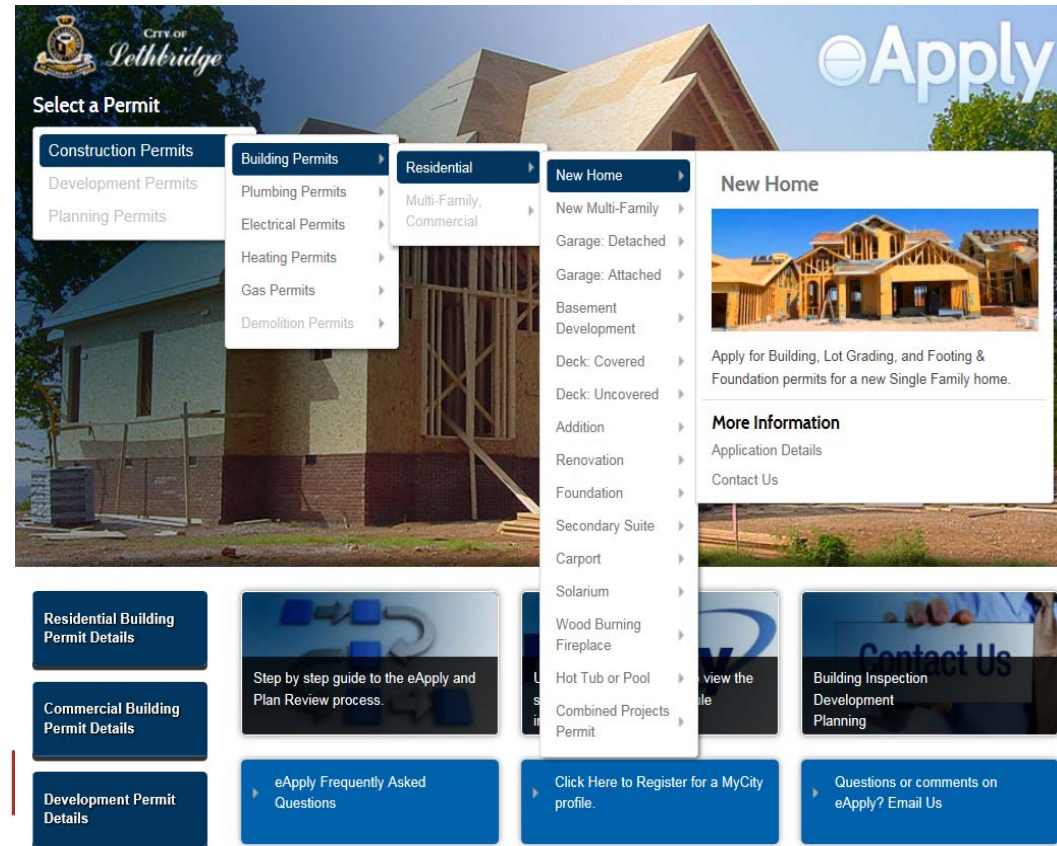 CITY OF
Lethbridge
eApply
Select a Permit
Construction Permits
Development Permits
Planning Permits
Building Permits
Plumbing Permits
Electrical Permits
Heating Permits
Gas Permits
Demolition Permits
Residential
Multi-Family,
Commercial
New Home
New Multi-Family
Garage: Detached
Garage: Attached
Basement
Development
Deck: Covered
Deck: Uncovered
Addition
Renovation
Foundation
Secondary Suite
Carport
Solarium
Wood Burning
Fireplace
Hot Tub or Pool
Combined Projects
Permit
New Home
Apply for Building, Lot Grading, and Footing &
Foundation permits for a new Single Family home.
More Information
Application Details
Contact Us
Residential Building
Permit Details
Commercial Building
Permit Details
Development Permit
Details
Step by step guide to the eApply and
Plan Review process.
view the
Contact Us
Building Inspection
Development
Planning
eApply Frequently Asked
Questions
Click Here to Register for a MyCity
profile.
Questions or comments on
eApply? Email Us